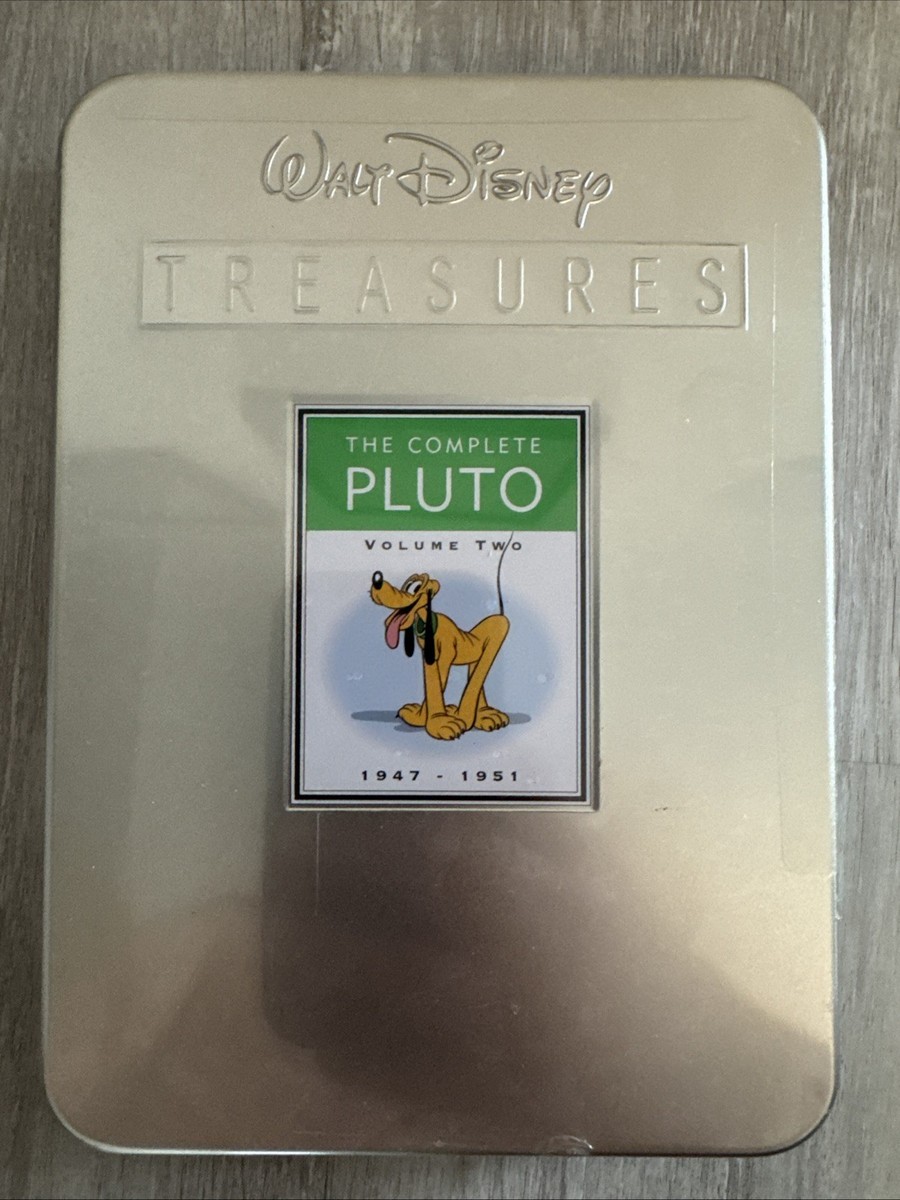 WALT DISNEY
TREASURES
THE COMPLETE
PLUTO
VOLUME TWO
1947 - 1951